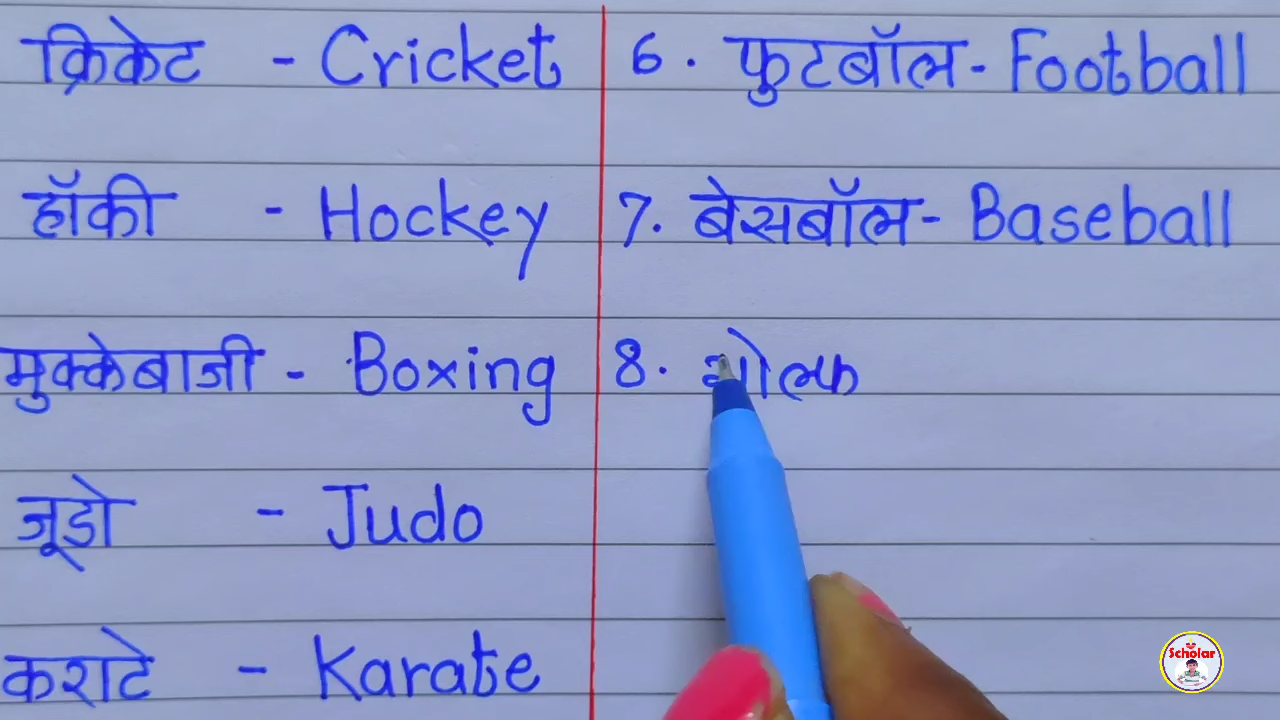 क्रिकेट - Cricket
हॉकी - Hockey
मुक्केबाजी - Boxing
जूडो - Judo
कराटे - Karate
6. फुटबॉल - Football
7. बेसबॉल - Baseball
8. गोल्फ
Scholar